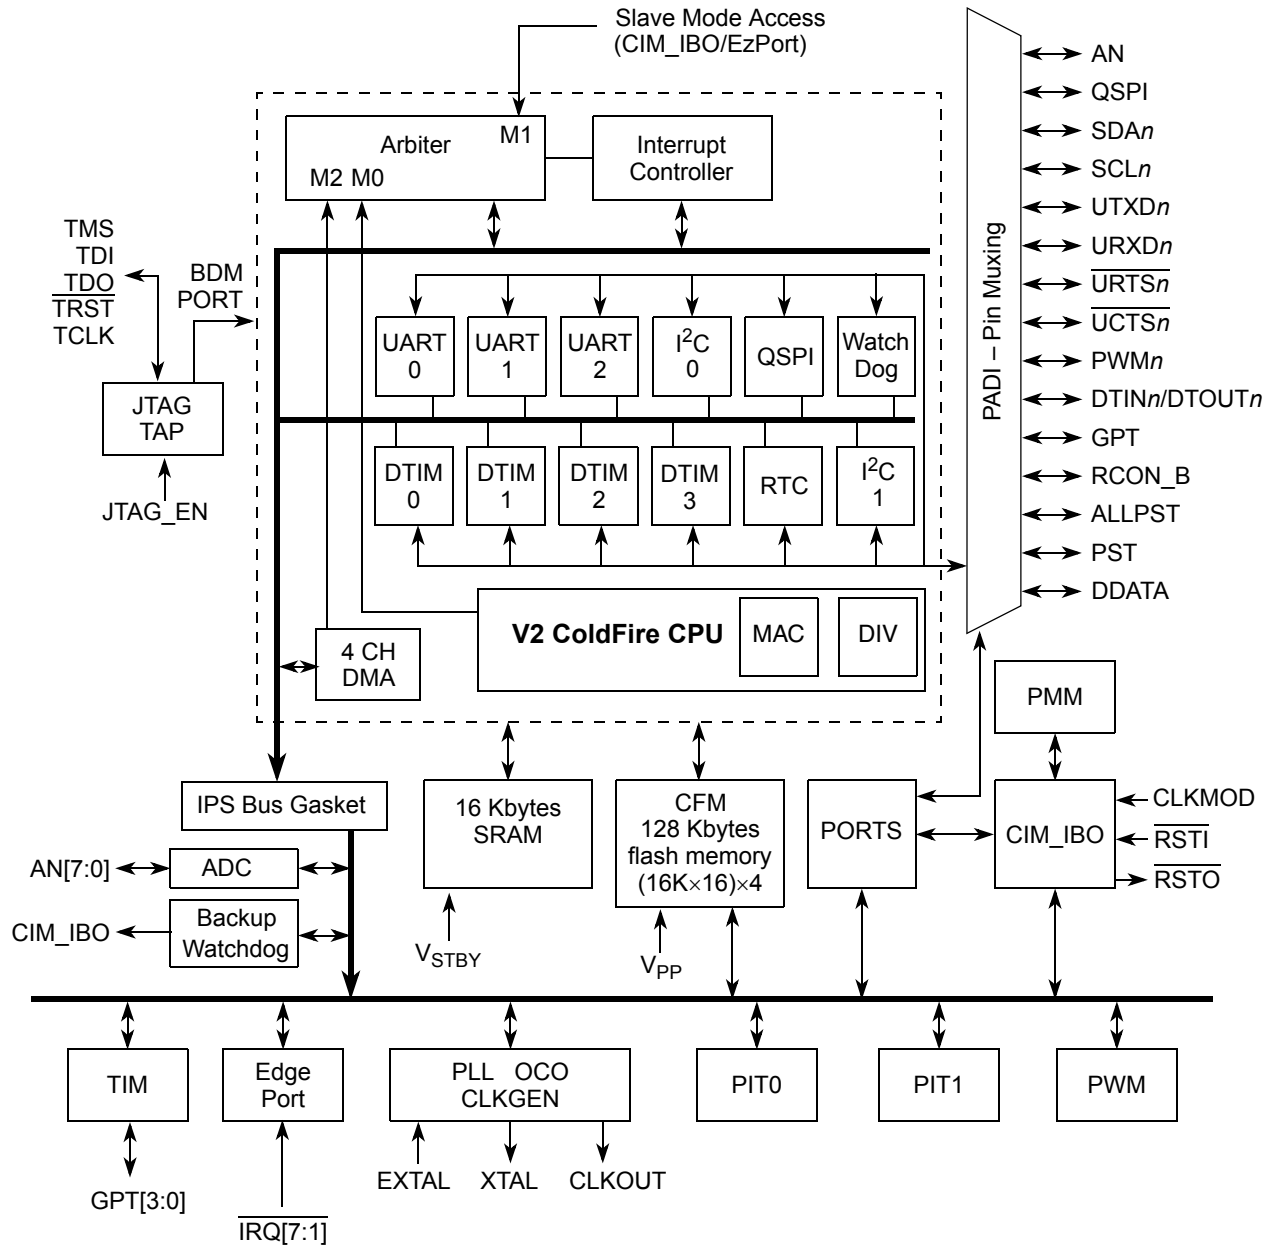 Slave Mode Access
(CIM_IBO/EzPort)
Arbiter
M1
M2 M0
Interrupt
Controller
TMS
TDI
TDO
TRST
TCLK
BDM
PORT
JTAG
TAP
JTAG_EN
UART
0
UART
1
UART
2
I²C
0
QSPI
Watch
Dog
DTIM
0
DTIM
1
DTIM
2
DTIM
3
RTC
I²C
1
V2 ColdFire CPU
MAC
DIV
4 CH
DMA
PADI – Pin Muxing
AN
QSPI
SDAn
SCLn
UTXDn
URXDn
URTSn
UCTSn
PWMn
DTINn/DTOUTn
GPT
RCON_B
ALLPST
PST
DDATA
PMM
IPS Bus Gasket
16 Kbytes
SRAM
CFM
128 Kbytes
flash memory
(16K×16)×4
PORTS
CIM_IBO
CLKMOD
RSTI
RSTO
AN[7:0]
ADC
CIM_IBO
Backup
Watchdog
VSTBY
VPP
TIM
Edge
Port
PLL OCO
CLKGEN
PIT0
PIT1
PWM
GPT[3:0]
IRQ[7:1]
EXTAL
XTAL
CLKOUT